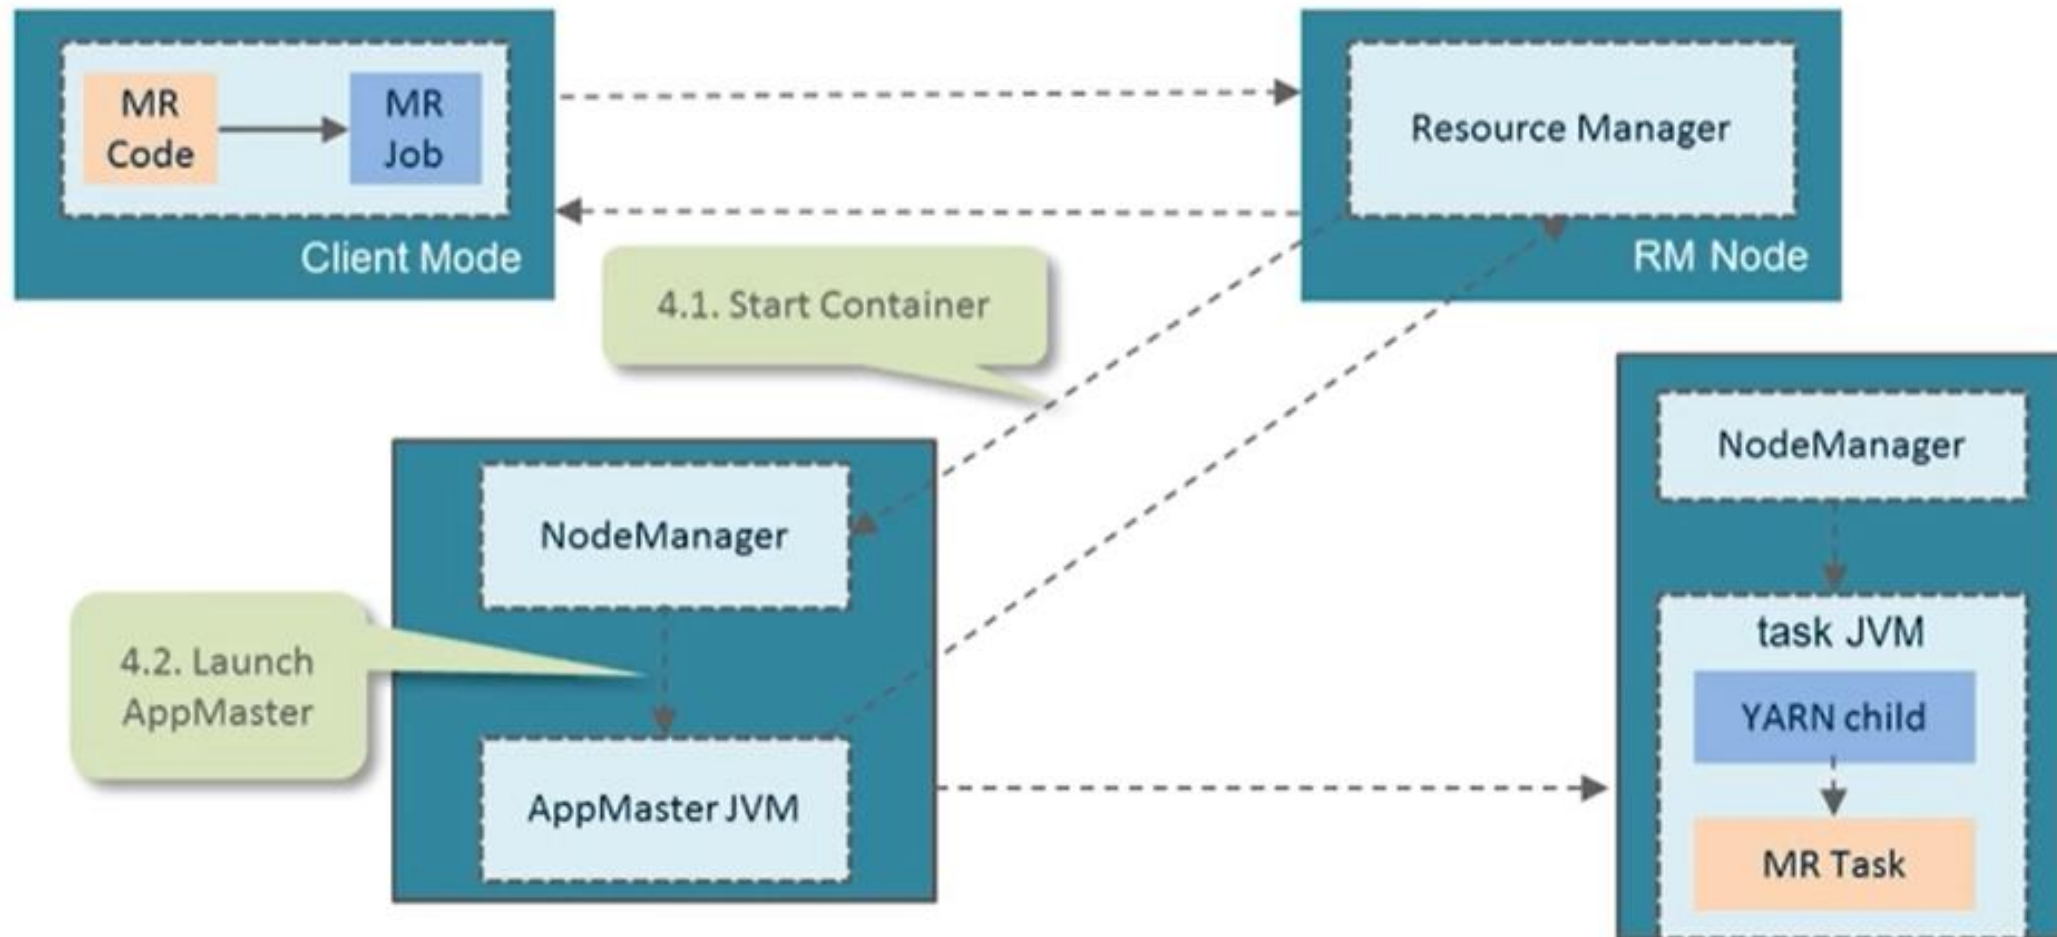 MR
Code
MR
Job
Client Mode
Resource Manager
RM Node
4.1. Start Container
NodeManager
4.2. Launch
AppMaster
AppMaster JVM
NodeManager
task JVM
YARN child
MR Task